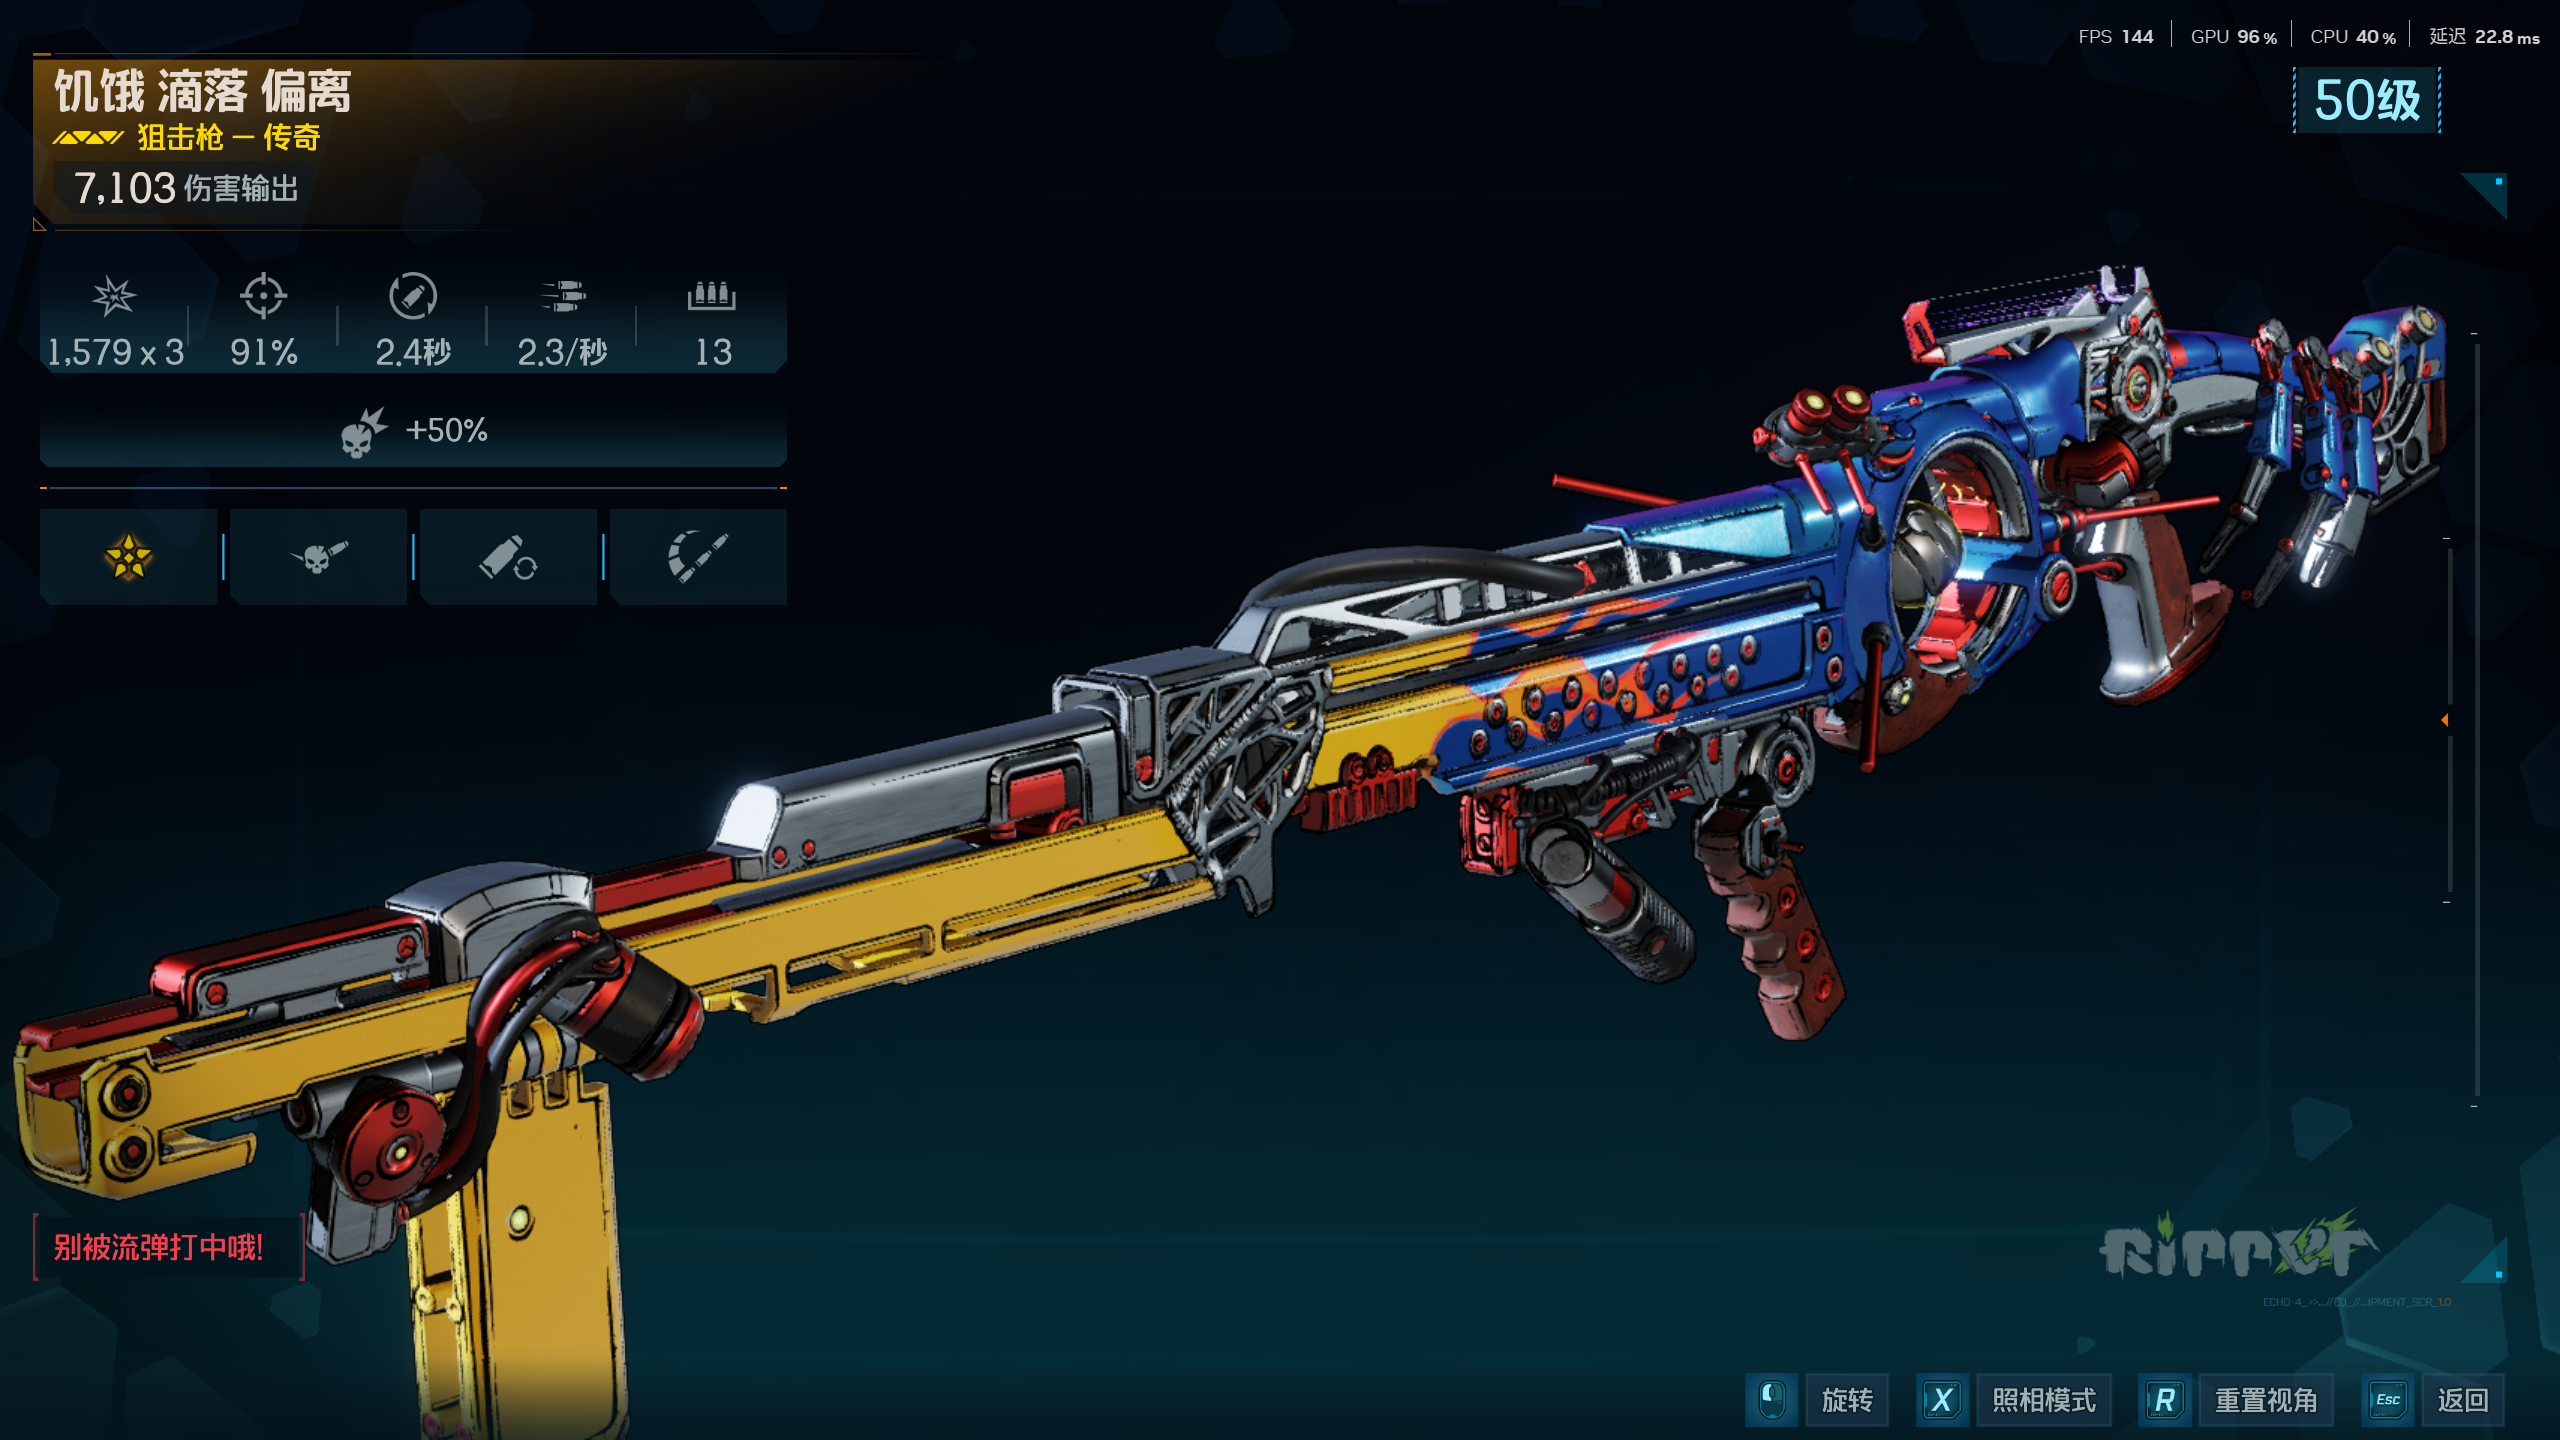 FPS 144 GPU 96 % CPU 40 % 延迟 22.8 ms
饥饿 滴落 偏离
50级
狙击枪 – 传奇
7,103 伤害输出
1,579 x 3 91% 2.4秒 2.3/秒 13
+50%
别被流弹打中哦!
RIPPER
旋转 X 照相模式 R 重置视角 Esc 返回